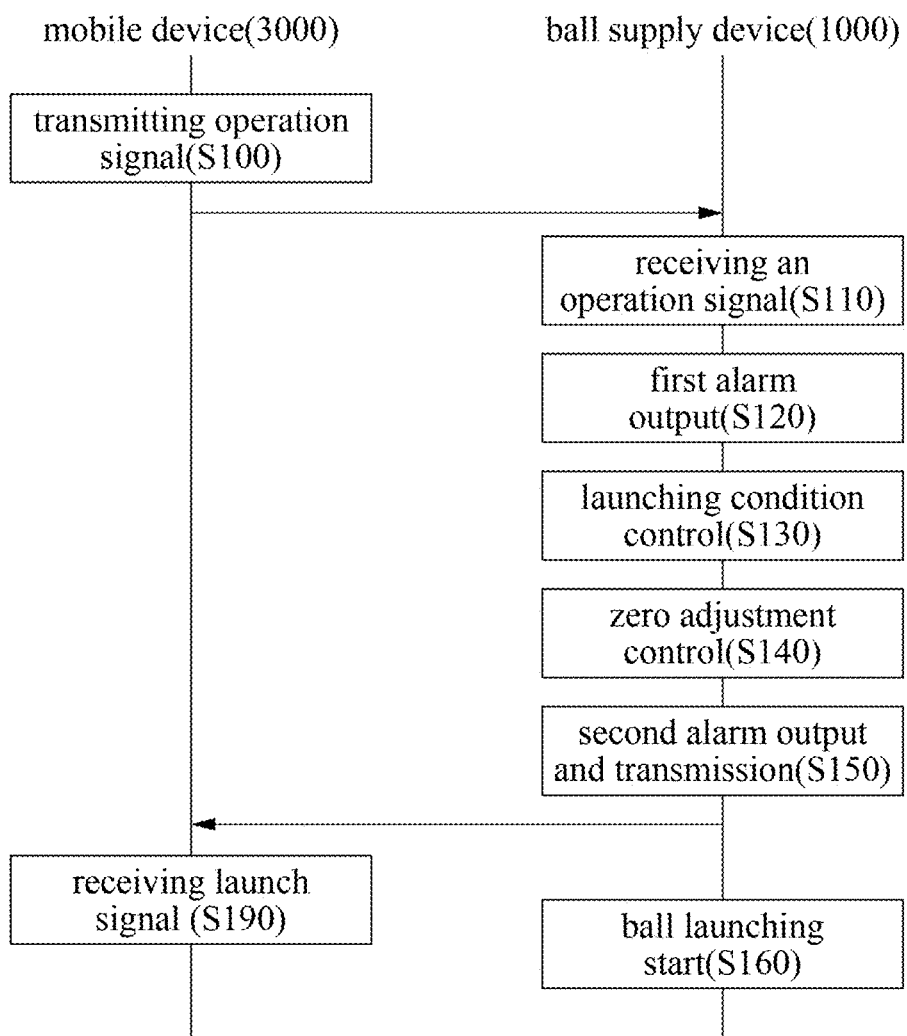 mobile device(3000)
ball supply device(1000)
transmitting operation
signal(S100)
receiving an
operation signal(S110)
first alarm
output(S120)
launching condition
control(S130)
zero adjustment
control(S140)
second alarm output
and transmission(S150)
receiving launch
signal (S190)
ball launching
start(S160)